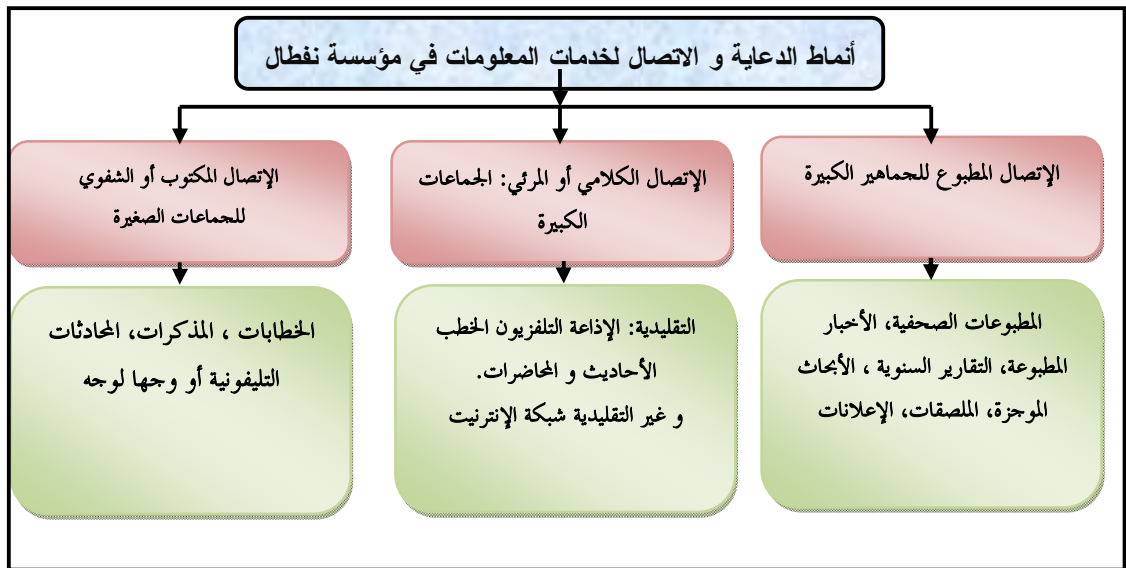 أنماط الدعاية و الاتصال لخدمات المعلومات في مؤسسة نفطال
الإتصال المطبوع للجماهير الكبيرة
المطبوعات الصحفية، الأخبار
المطبوعة، التقارير السنوية ، الأبحاث
الموجزة، الملصقات، الإعلانات
الإتصال الكلامي أو المرئي: الجماعات
الكبيرة
التقليدية: الإذاعة التلفزيون الخطب
الأحاديث و المحاضرات.
و غير التقليدية شبكة الإنترنيت
الإتصال المكتوب أو الشفوي
للجماعات الصغيرة
الخطابات ، المذكرات، المحادثات
التليفونية أو وجها لوجه